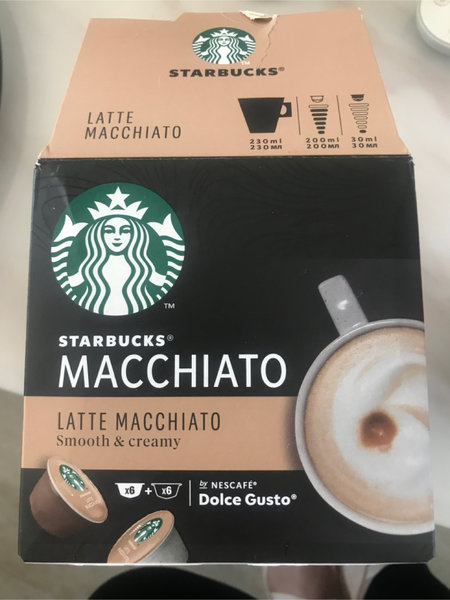 STARBUCKS®
LATTE
MACCHIATO
230ml 200ml 30ml
230МЛ 200МЛ 30МЛ
TM
STARBUCKS®
MACCHIATO
LATTE MACCHIATO
Smooth & creamy
x6 + x6
by NESCAFÉ®
Dolce Gusto®